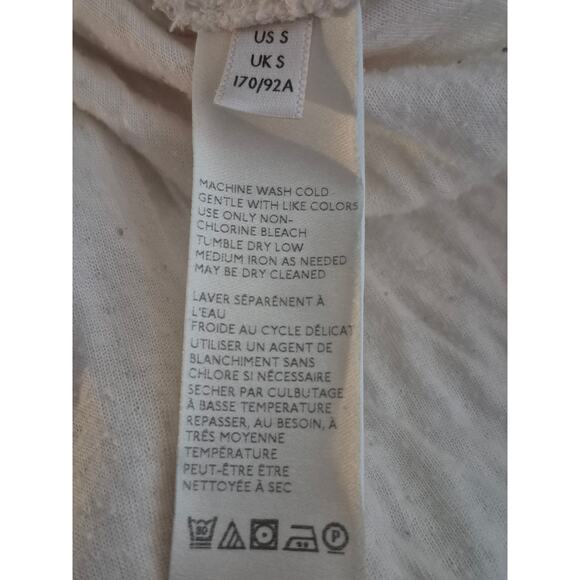 US S
UK S
170/92A
MACHINE WASH COLD
GENTLE WITH LIKE COLORS
USE ONLY NON-
CHLORINE BLEACH
TUMBLE DRY LOW
MEDIUM IRON AS NEEDED
MAY BE DRY CLEANED
LAVER SÉPARÉNENT À
L'EAU
FROIDE AU CYCLE DÉLICAT
UTILISER UN AGENT DE
BLANCHIMENT SANS
CHLORE SI NÉCESSAIRE
SECHER PAR CULBUTAGE
À BASSE TEMPERATURE
REPASSER, AU BESOIN, À
TRÉS MOYENNE
TEMPÉRATURE
PEUT-ÊTRE ÊTRE
NETTOYÉE À SEC
30 P